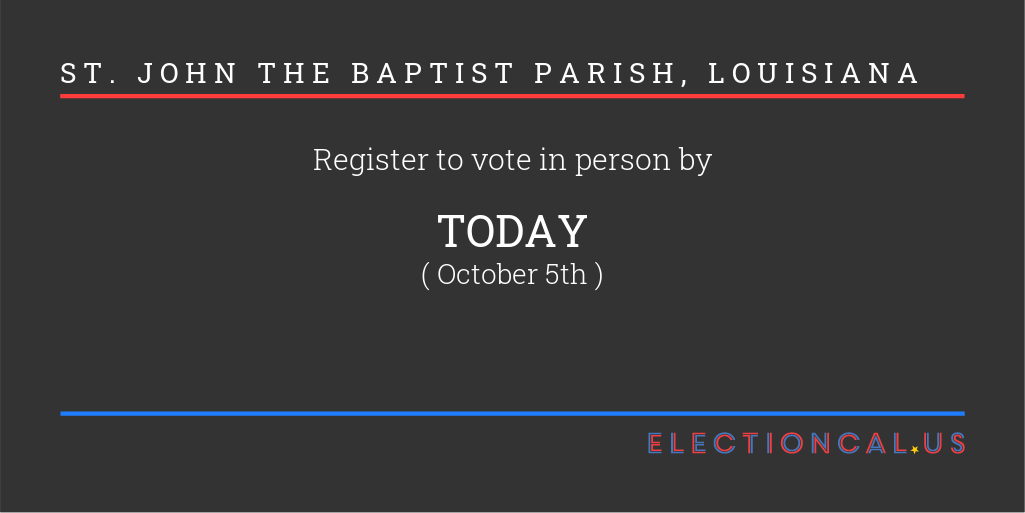 ST. JOHN THE BAPTIST PARISH, LOUISIANA
Register to vote in person by
TODAY
( October 5th )
ELECTIONCAL.US